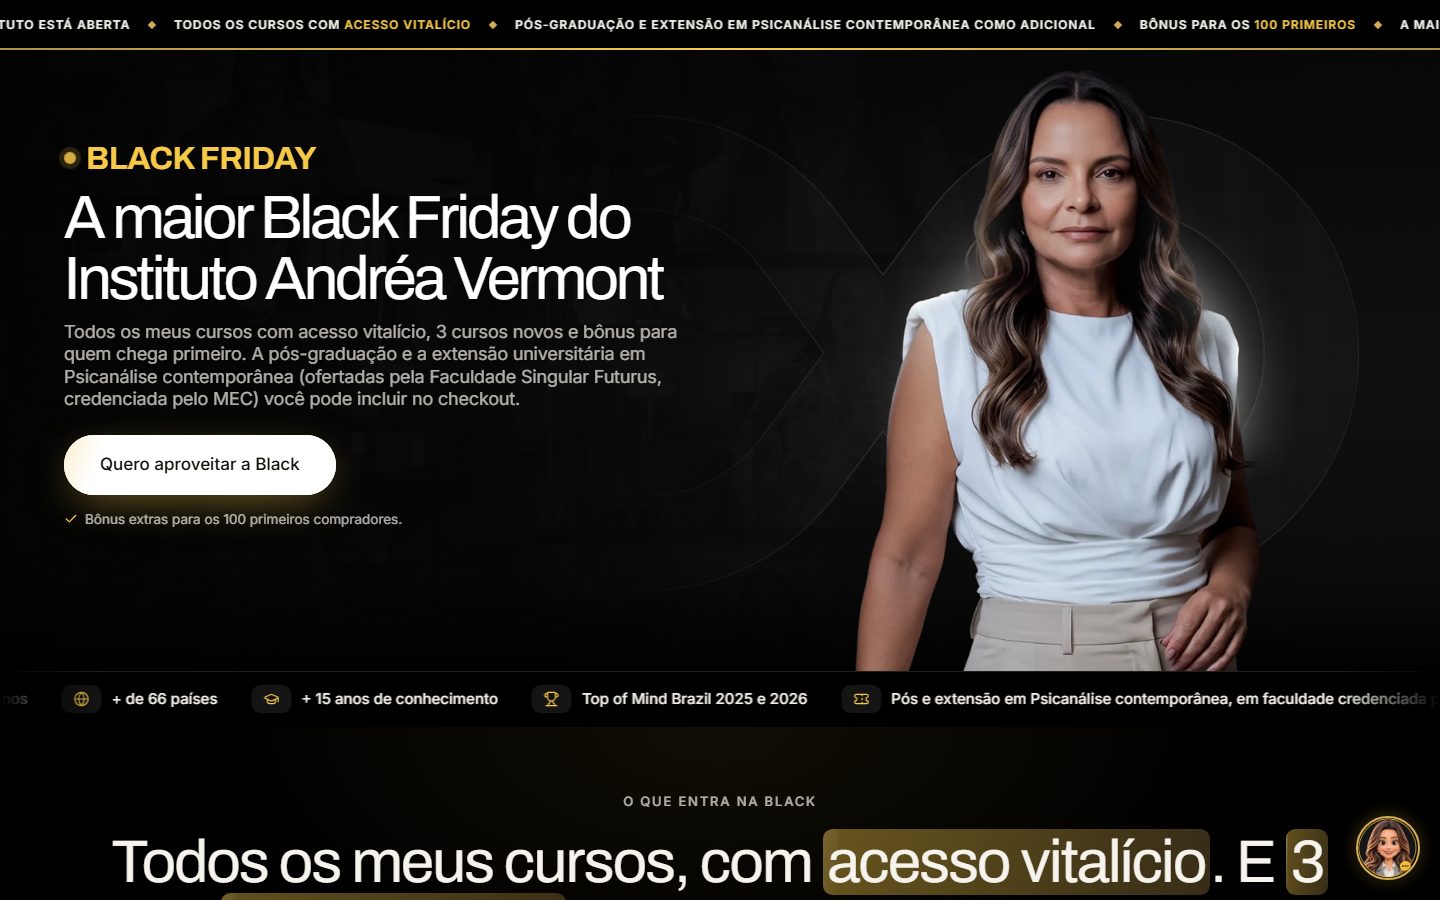 TUTO ESTÁ ABERTA ◆ TODOS OS CURSOS COM ACESSO VITALÍCIO ◆ PÓS-GRADUAÇÃO E EXTENSÃO EM PSICANÁLISE CONTEMPORÂNEA COMO ADICIONAL ◆ BÔNUS PARA OS 100 PRIMEIROS ◆ A MAI
BLACK FRIDAY
A maior Black Friday do
Instituto Andréa Vermont
Todos os meus cursos com acesso vitalício, 3 cursos novos e bônus para
quem chega primeiro. A pós-graduação e a extensão universitária em
Psicanálise contemporânea (ofertadas pela Faculdade Singular Futurus,
credenciada pelo MEC) você pode incluir no checkout.
Quero aproveitar a Black
Bônus extras para os 100 primeiros compradores.
nos + de 66 países + 15 anos de conhecimento Top of Mind Brazil 2025 e 2026 Pós e extensão em Psicanálise contemporânea, em faculdade credenciada p
O QUE ENTRA NA BLACK
Todos os meus cursos, com acesso vitalício. E 3